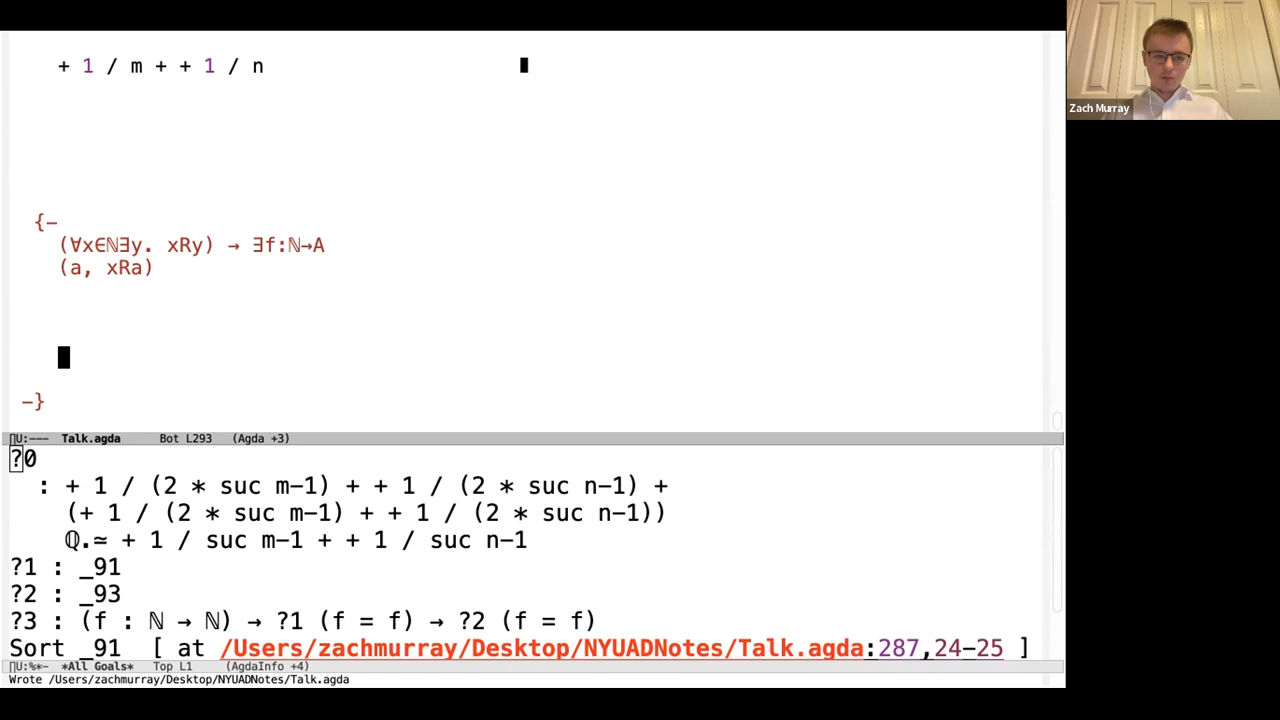 + 1 / m + + 1 / n
Zach Murray
{-
(∀x∈ℕ∃y. xRy) → ∃f:ℕ→A
(a, xRa)
-}
U:--- Talk.agda Bot L293 (Agda +3)
?0
: + 1 / (2 * suc m-1) + + 1 / (2 * suc n-1) +
(+ 1 / (2 * suc m-1) + + 1 / (2 * suc n-1))
ℚ.≃ + 1 / suc m-1 + + 1 / suc n-1
?1 : _91
?2 : _93
?3 : (f : ℕ → ℕ) → ?1 (f = f) → ?2 (f = f)
Sort _91 [ at /Users/zachmurray/Desktop/NYUADNotes/Talk.agda:287,24-25 ]
U:%*- *All Goals* Top L1 (AgdaInfo +4)
Wrote /Users/zachmurray/Desktop/NYUADNotes/Talk.agda